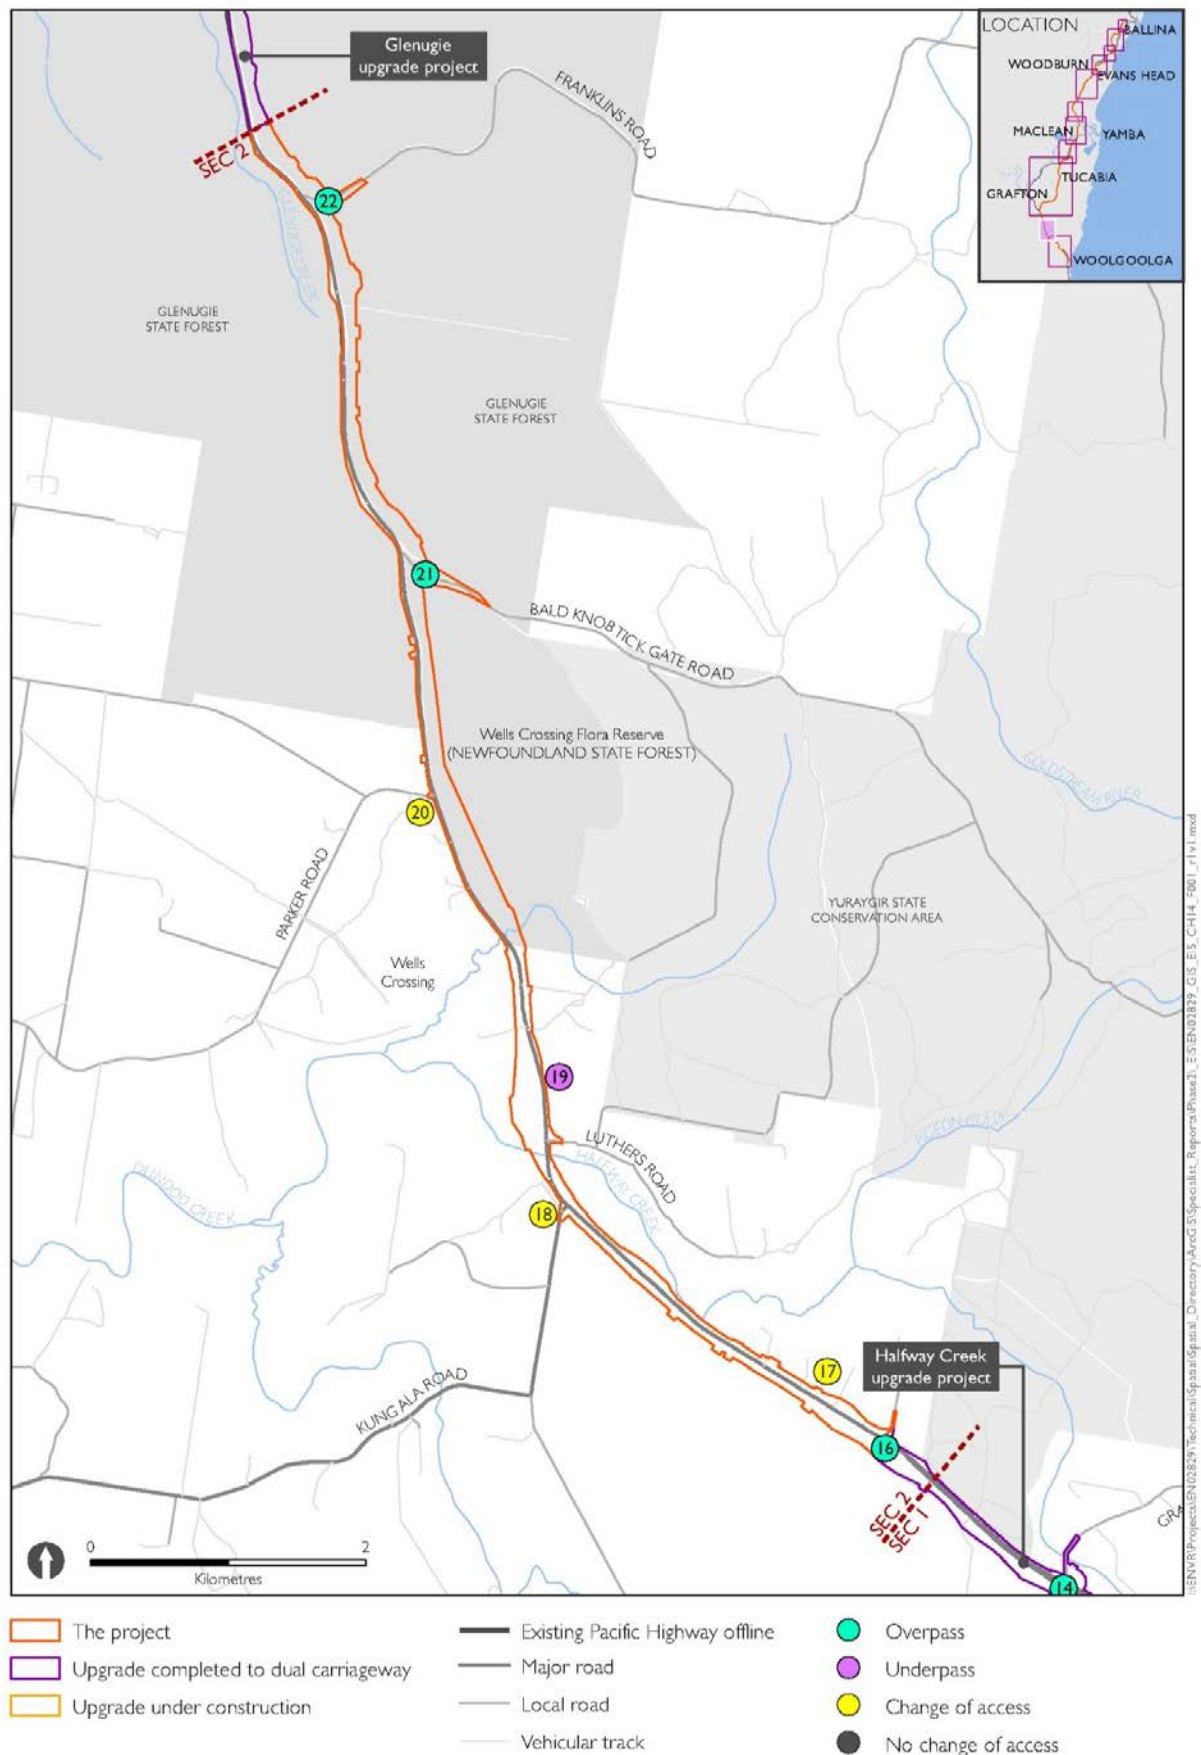 Glenugie
upgrade project
LOCATION
BALLINA
WOODBURN
EVANS HEAD
MACLEAN
YAMBA
TUCABIA
GRAFTON
WOOLGOOLGA
FRANKLINS ROAD
SEC 2
22
GLENUGIE CREEK
GLENUGIE
STATE FOREST
GLENUGIE
STATE FOREST
21
BALD KNOB TICK GATE ROAD
Wells Crossing Flora Reserve
(NEWFOUNDLAND STATE FOREST)
COLDSTREAM RIVER
20
PARKER ROAD
YURAYGIR STATE
CONSERVATION AREA
Wells
Crossing
19
LUTHERS ROAD
HALFWAY CREEK
DUNDOO CREEK
18
17
Halfway Creek
upgrade project
KUNGALA ROAD
16
SEC 2
SEC 1
GRA
14
0 2
Kilometres
The project
Upgrade completed to dual carriageway
Upgrade under construction
Existing Pacific Highway offline
Major road
Local road
Vehicular track
Overpass
Underpass
Change of access
No change of access